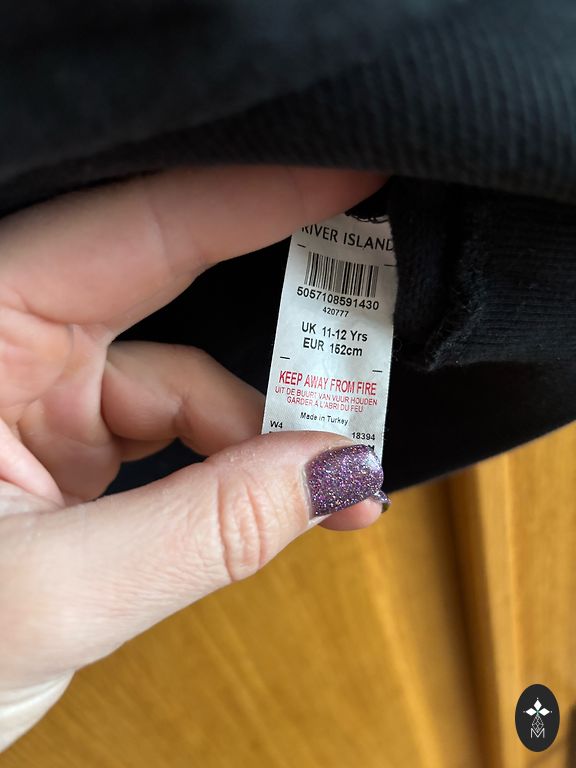 RIVER ISLAND
5057108591430
420777
UK 11-12 Yrs
EUR 152cm
KEEP AWAY FROM FIRE
UIT DE BUURT VAN VUUR HOUDEN
GARDER À L'ABRI DU FEU
Made in Turkey
W4 18394
M